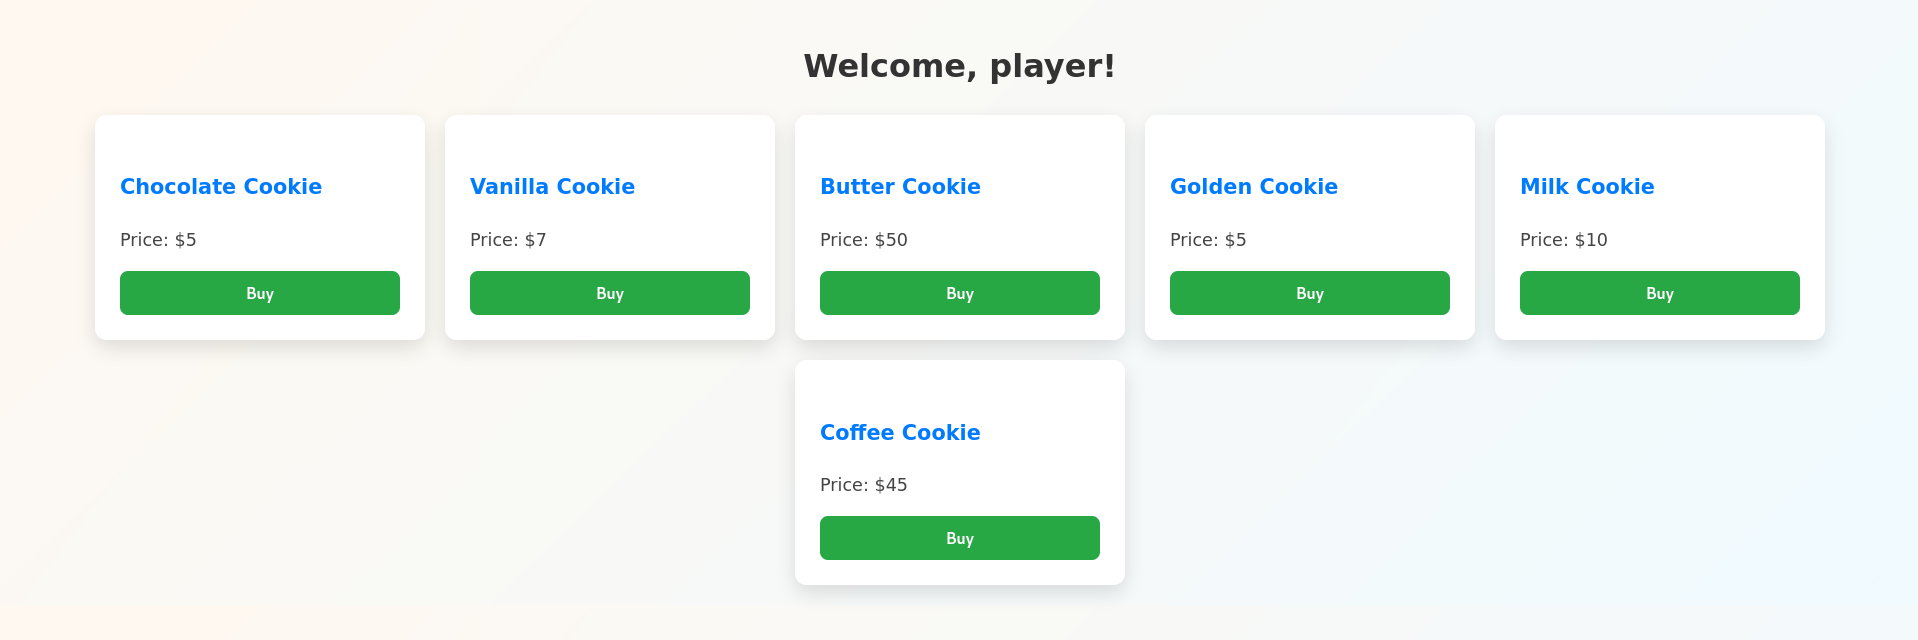 Welcome, player!
Chocolate Cookie
Price: $5
Buy
Vanilla Cookie
Price: $7
Buy
Butter Cookie
Price: $50
Buy
Golden Cookie
Price: $5
Buy
Milk Cookie
Price: $10
Buy
Coffee Cookie
Price: $45
Buy